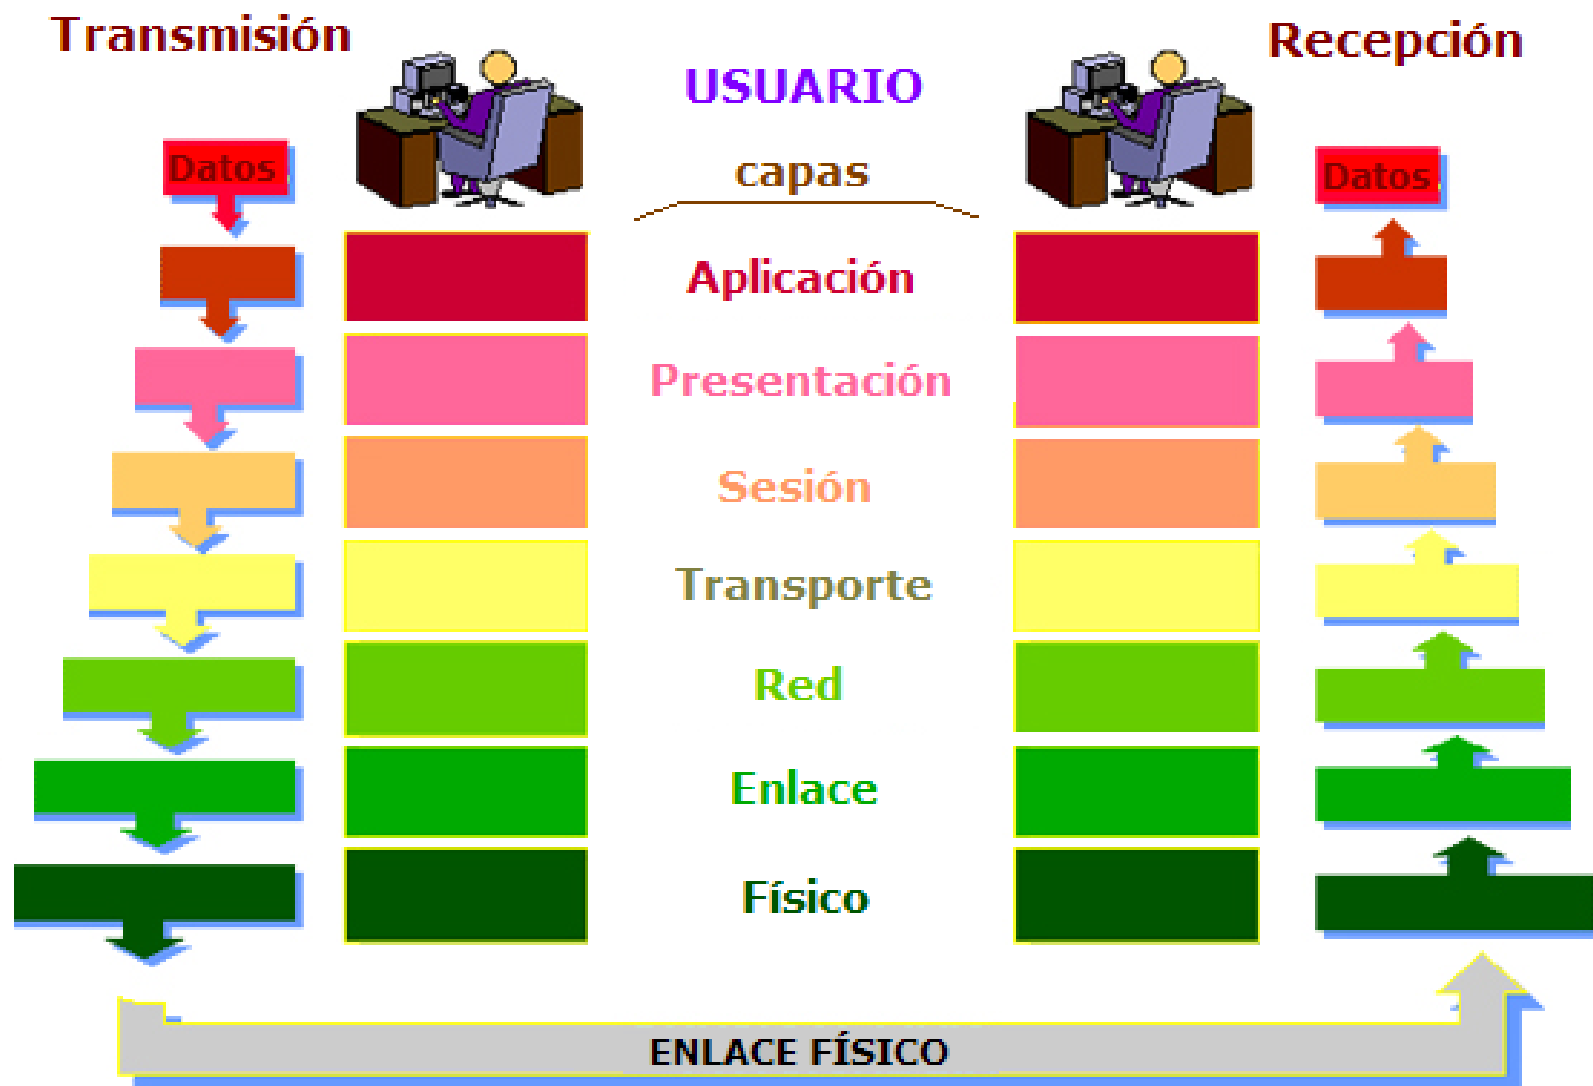 Transmisión
Recepción
USUARIO
Datos
capas
Datos
Aplicación
Presentación
Sesión
Transporte
Red
Enlace
Físico
ENLACE FÍSICO